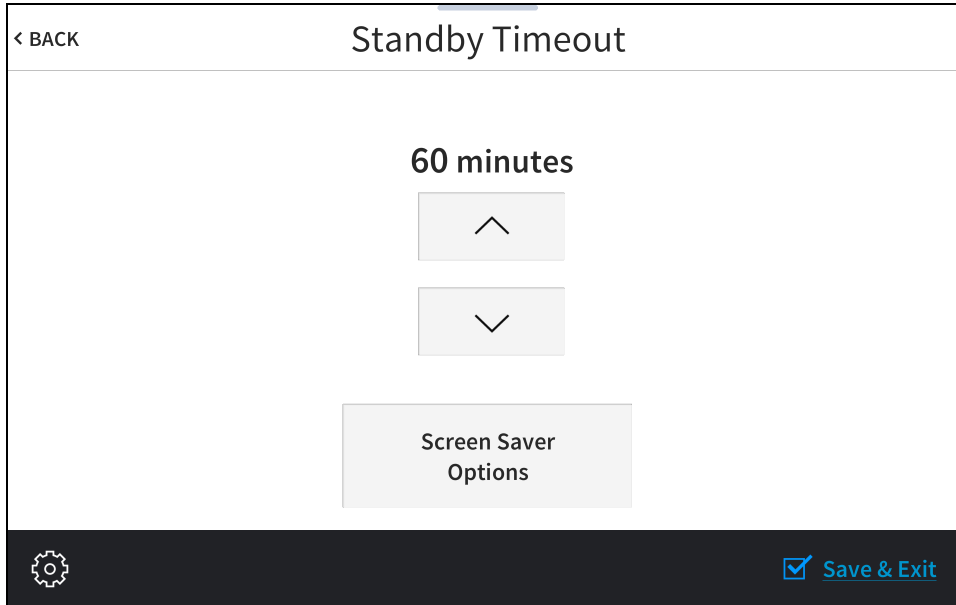 BACK
Standby Timeout
60 minutes
Screen Saver
Options
Save & Exit